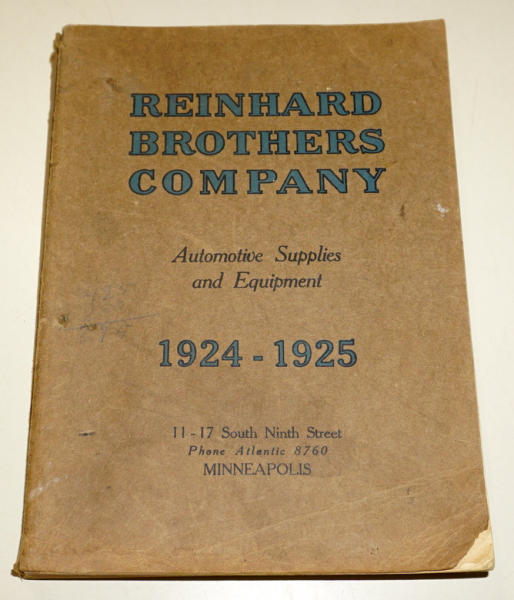 REINHARD
BROTHERS
COMPANY
Automotive Supplies
and Equipment
1924 - 1925
11-17 South Ninth Street
Phone Atlantic 8760
MINNEAPOLIS